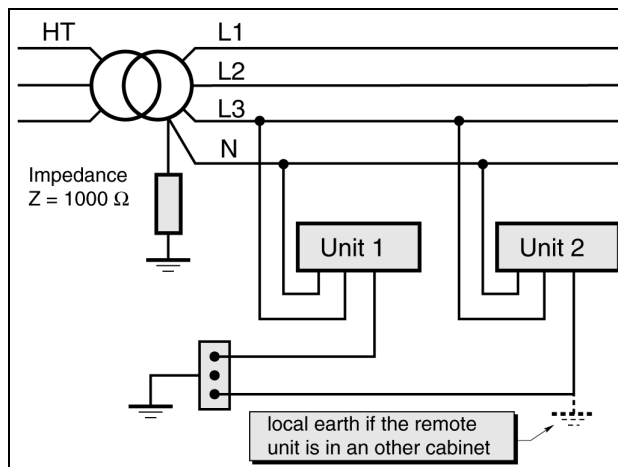 HT
L1
L2
L3
N
Impedance
Z = 1000 Ω
Unit 1
Unit 2
local earth if the remote
unit is in an other cabinet